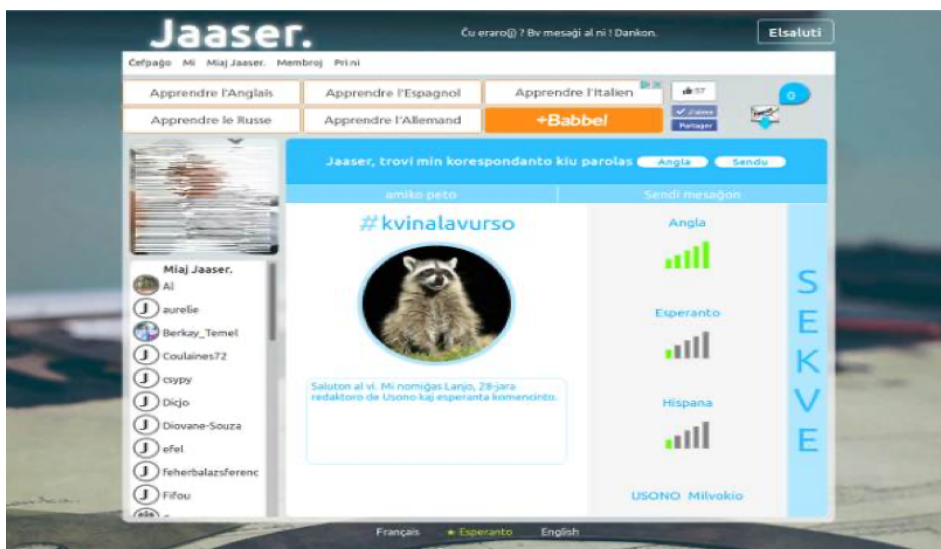 Jaaser.
Ĉu eraro(j) ? Bv mesaĝi al ni ! Dankon.
Elsaluti
Ĉefpaĝo Mi Miaj Jaaser. Membroj Pri ni
Apprendre l'Anglais Apprendre l'Espagnol Apprendre l'Italien
57
0
Apprendre le Russe Apprendre l'Allemand +Babbel
J'aime
Partager
Jaaser, trovi min korespondanto kiu parolas Angla Sendu
amiko peto Sendi mesaĝon
#kvinalavurso
Angla
Esperanto
Hispana
USONO Milvokio
Saluton al vi. Mi nomiĝas Lanjo, 28-jara
redaktoro de Usono kaj esperanta komencinto.
SEKVE
Miaj Jaaser.
Al
aurelie
Berkay_Temel
Coulaines72
csypy
Dicjo
Diovane-Souza
efel
feherbalazsferenc
Fifou
Français ★ Esperanto English